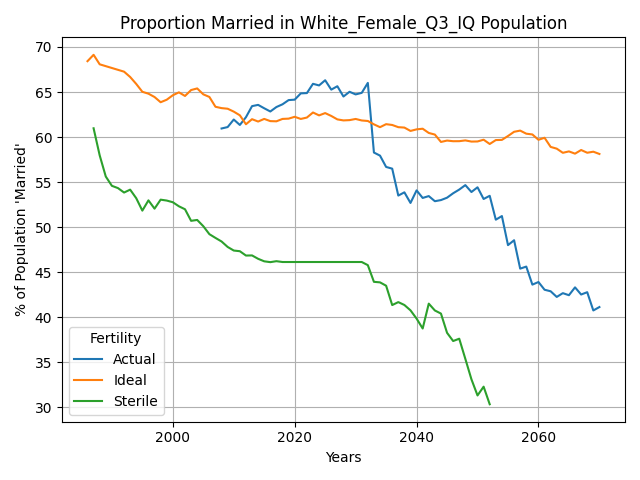 Proportion Married in White_Female_Q3_IQ Population
% of Population 'Married'
70
65
60
55
50
45
40
35
30
Fertility
Actual
Ideal
Sterile
2000 2020 2040 2060
Years